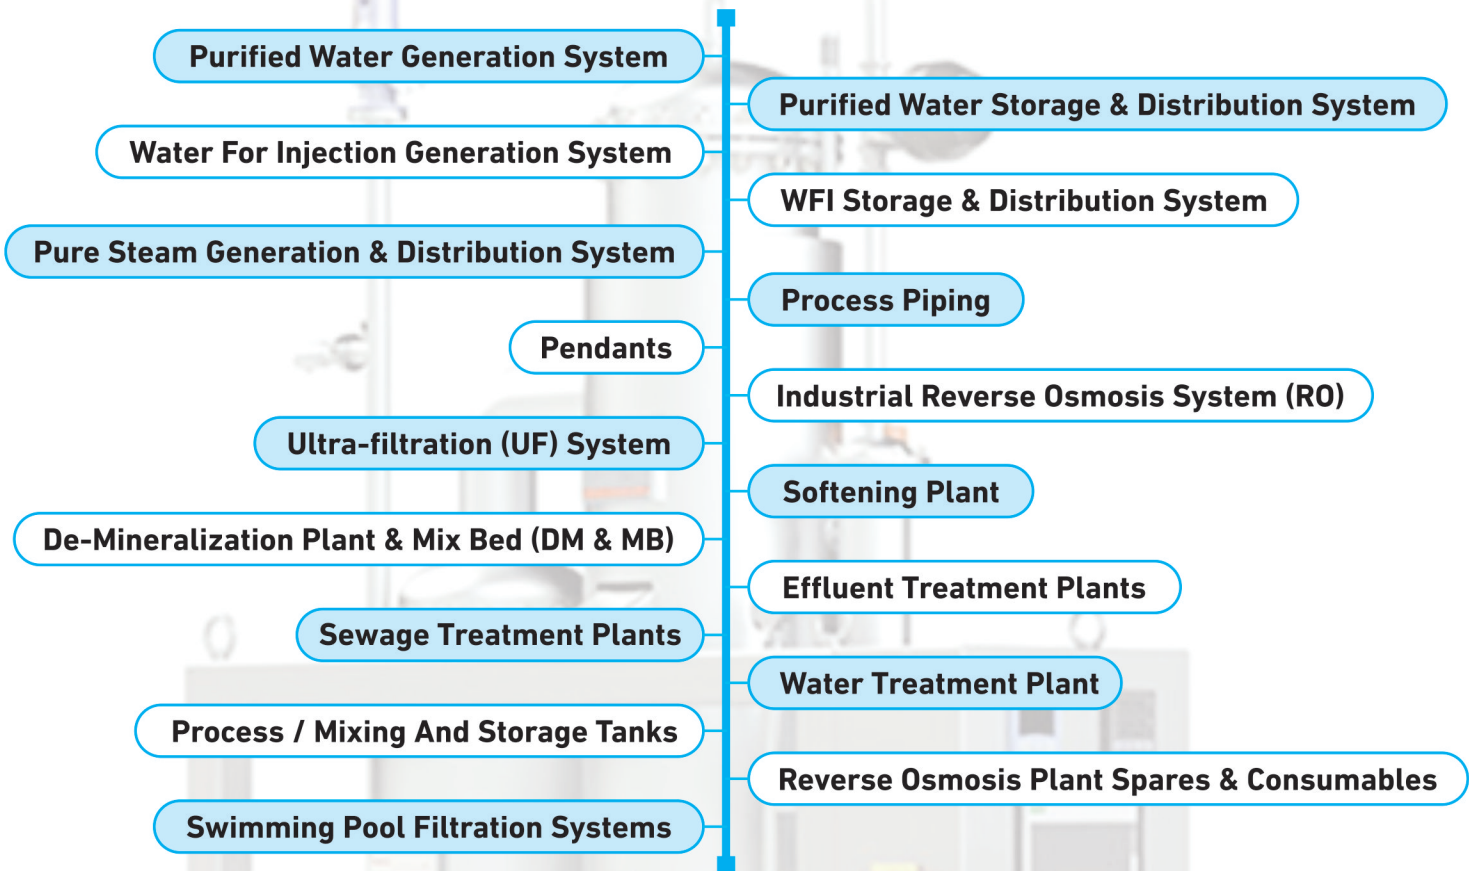 Purified Water Generation System
Purified Water Storage & Distribution System
Water For Injection Generation System
WFI Storage & Distribution System
Pure Steam Generation & Distribution System
Process Piping
Pendants
Industrial Reverse Osmosis System (RO)
Ultra-filtration (UF) System
Softening Plant
De-Mineralization Plant & Mix Bed (DM & MB)
Effluent Treatment Plants
Sewage Treatment Plants
Water Treatment Plant
Process / Mixing And Storage Tanks
Reverse Osmosis Plant Spares & Consumables
Swimming Pool Filtration Systems